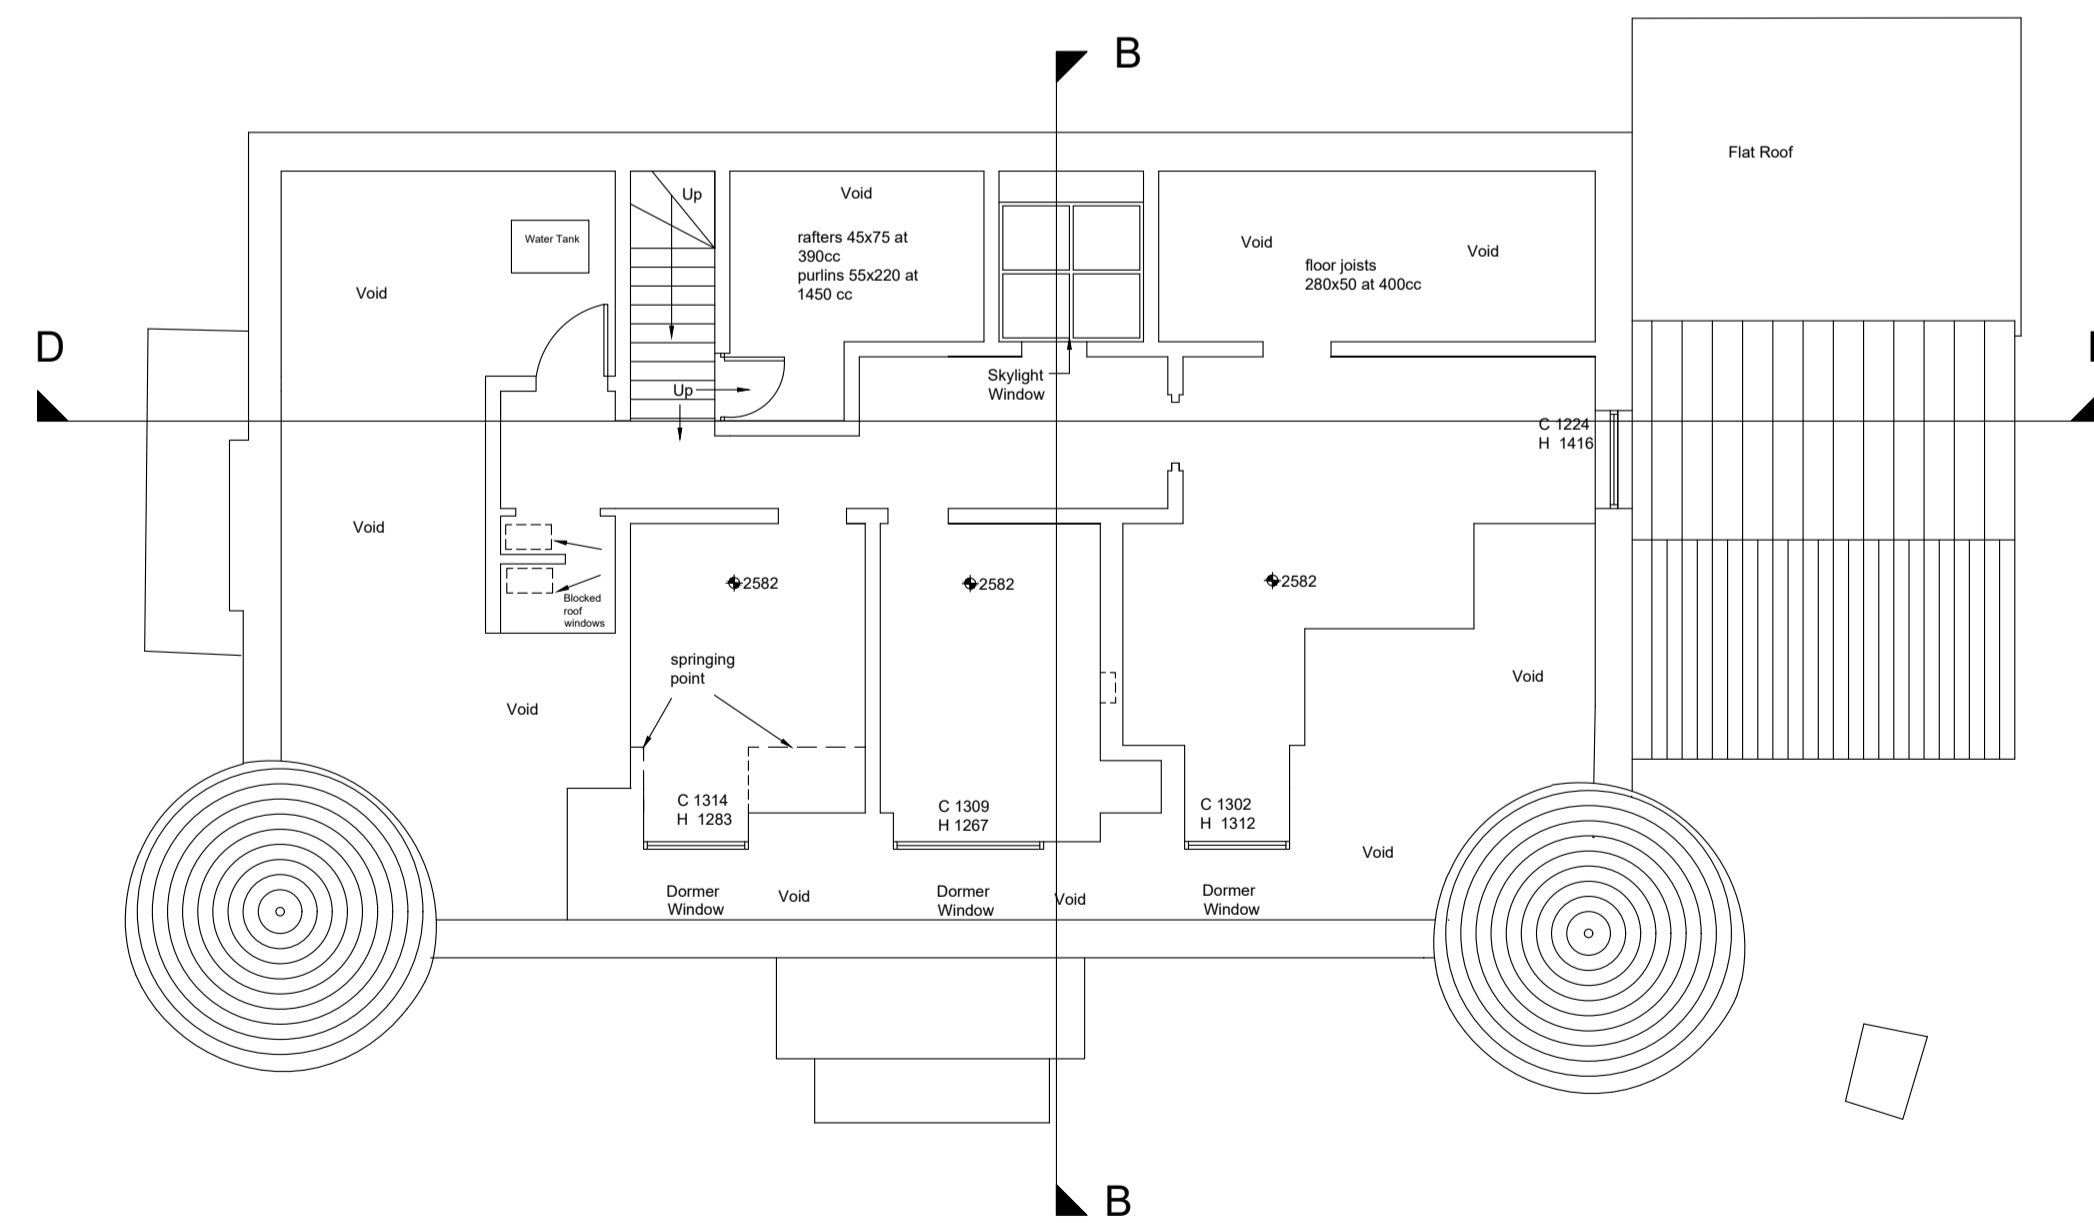 B
Flat Roof
Up
Void
Water Tank
rafters 45x75 at
390cc
purlins 55x220 at
1450 cc
Void
Void
floor joists
280x50 at 400cc
Void
D
Skylight
Window
Up
C 1224
H 1416
Void
2582
2582
2582
Blocked
roof
windows
springing
point
Void
Void
C 1314
H 1283
C 1309
H 1267
C 1302
H 1312
Void
Dormer
Window
Void
Dormer
Window
Void
Dormer
Window
B